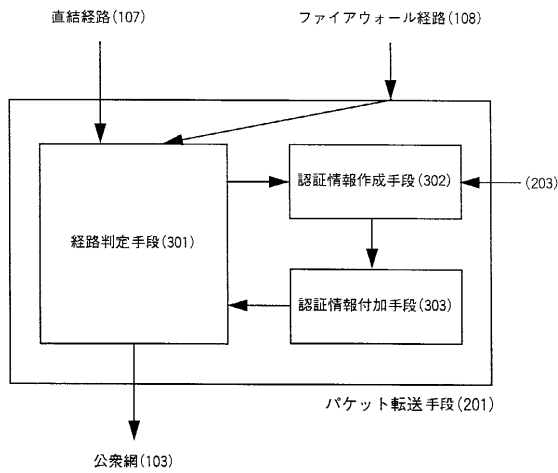 直結経路(107)
ファイアウォール経路(108)
認証情報作成手段(302)
(203)
経路判定手段(301)
認証情報付加手段(303)
パケット転送手段(201)
公衆網(103)